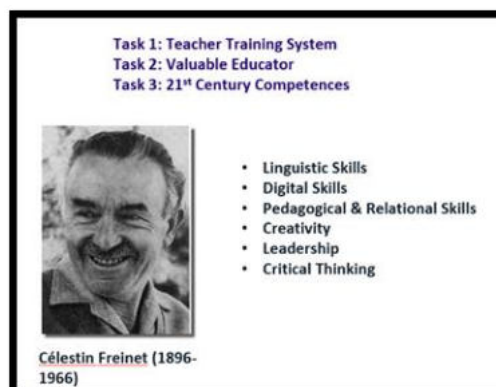 Task 1: Teacher Training System
Task 2: Valuable Educator
Task 3: 21st Century Competences
• Linguistic Skills
• Digital Skills
• Pedagogical & Relational Skills
• Creativity
• Leadership
• Critical Thinking
Célestin Freinet (1896-
1966)